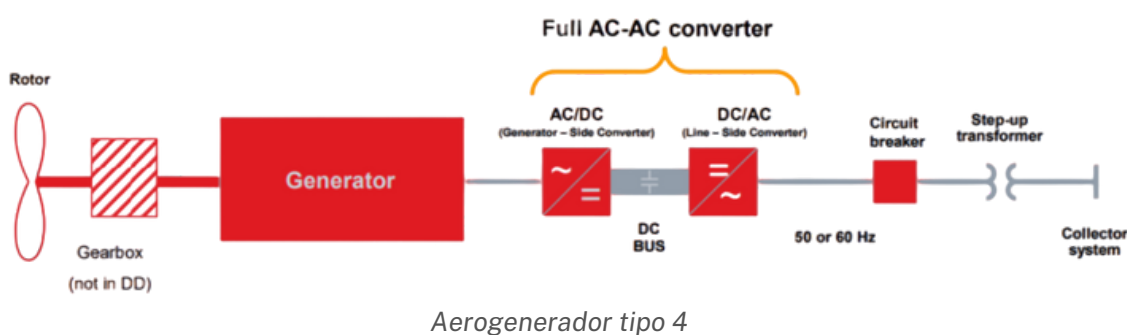 Full AC-AC converter
Rotor
AC/DC
(Generator – Side Converter)
DC/AC
(Line – Side Converter)
Circuit
breaker
Step-up
transformer
Generator
Gearbox
(not in DD)
DC
BUS
50 or 60 Hz
Collector
system
Aerogenerador tipo 4